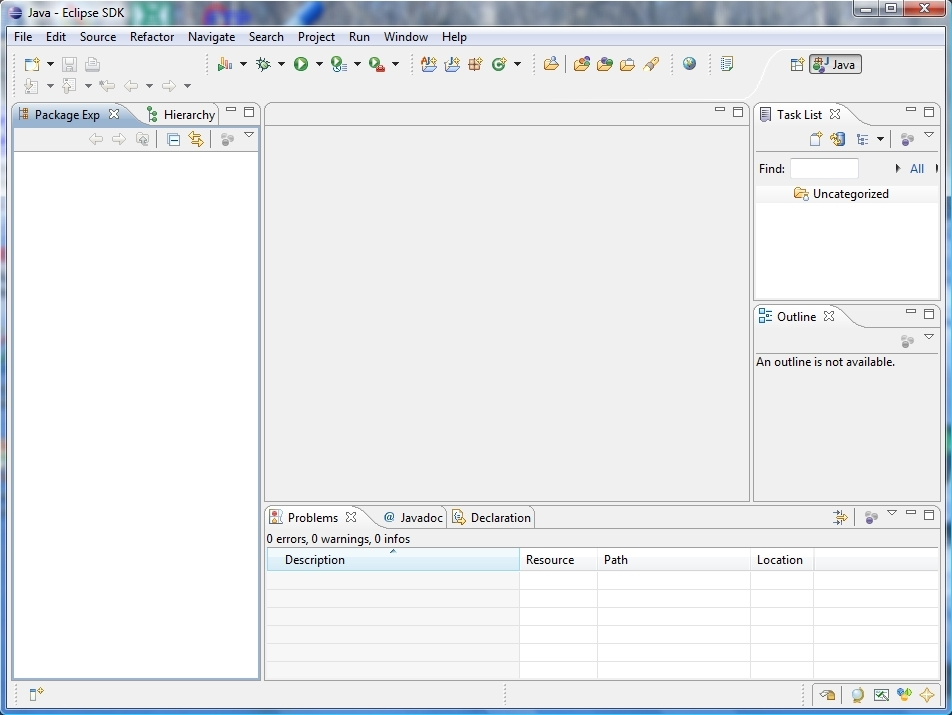 Java - Eclipse SDK
File Edit Source Refactor Navigate Search Project Run Window Help
Java
Package Exp Hierarchy
Task List
Find: All
Uncategorized
Outline
An outline is not available.
Problems @ Javadoc Declaration
0 errors, 0 warnings, 0 infos
Description Resource Path Location